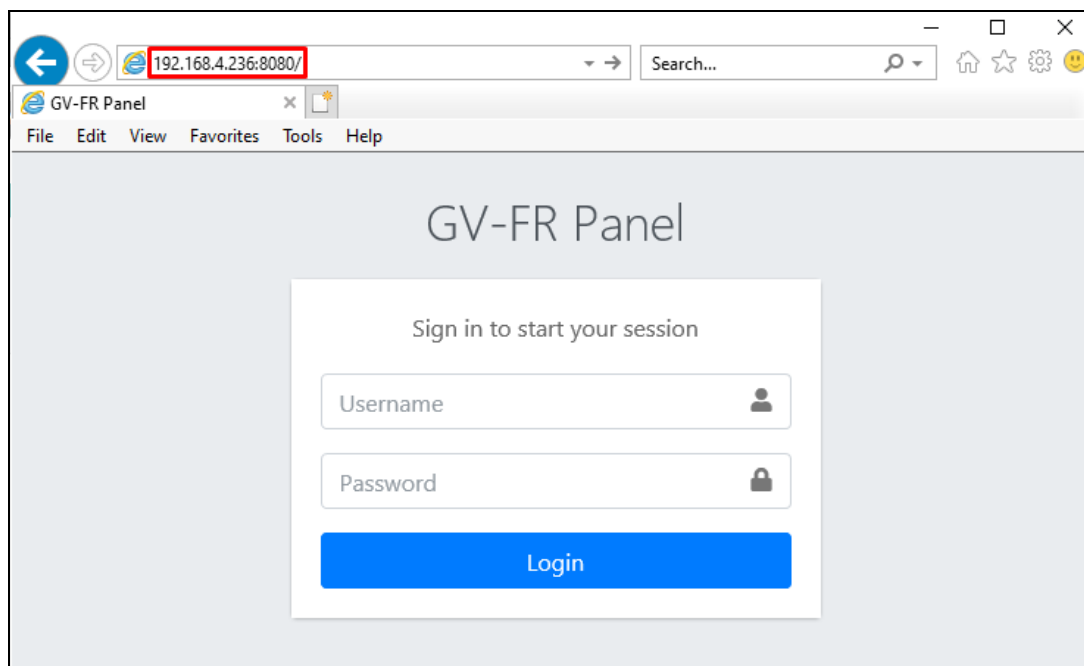 192.168.4.236:8080/
Search...
GV-FR Panel
File Edit View Favorites Tools Help
GV-FR Panel
Sign in to start your session
Username
Password
Login